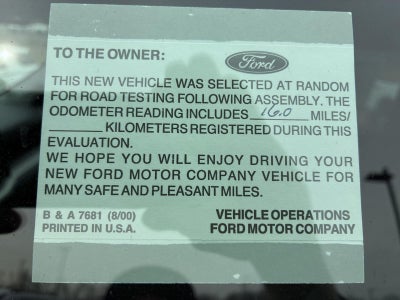 TO THE OWNER: Ford
THIS NEW VEHICLE WAS SELECTED AT RANDOM
FOR ROAD TESTING FOLLOWING ASSEMBLY. THE
ODOMETER READING INCLUDES 16.0 MILES/
______ KILOMETERS REGISTERED DURING THIS
EVALUATION.
WE HOPE YOU WILL ENJOY DRIVING YOUR
NEW FORD MOTOR COMPANY VEHICLE FOR
MANY SAFE AND PLEASANT MILES.
B & A 7681 (8/00) VEHICLE OPERATIONS
PRINTED IN U.S.A. FORD MOTOR COMPANY